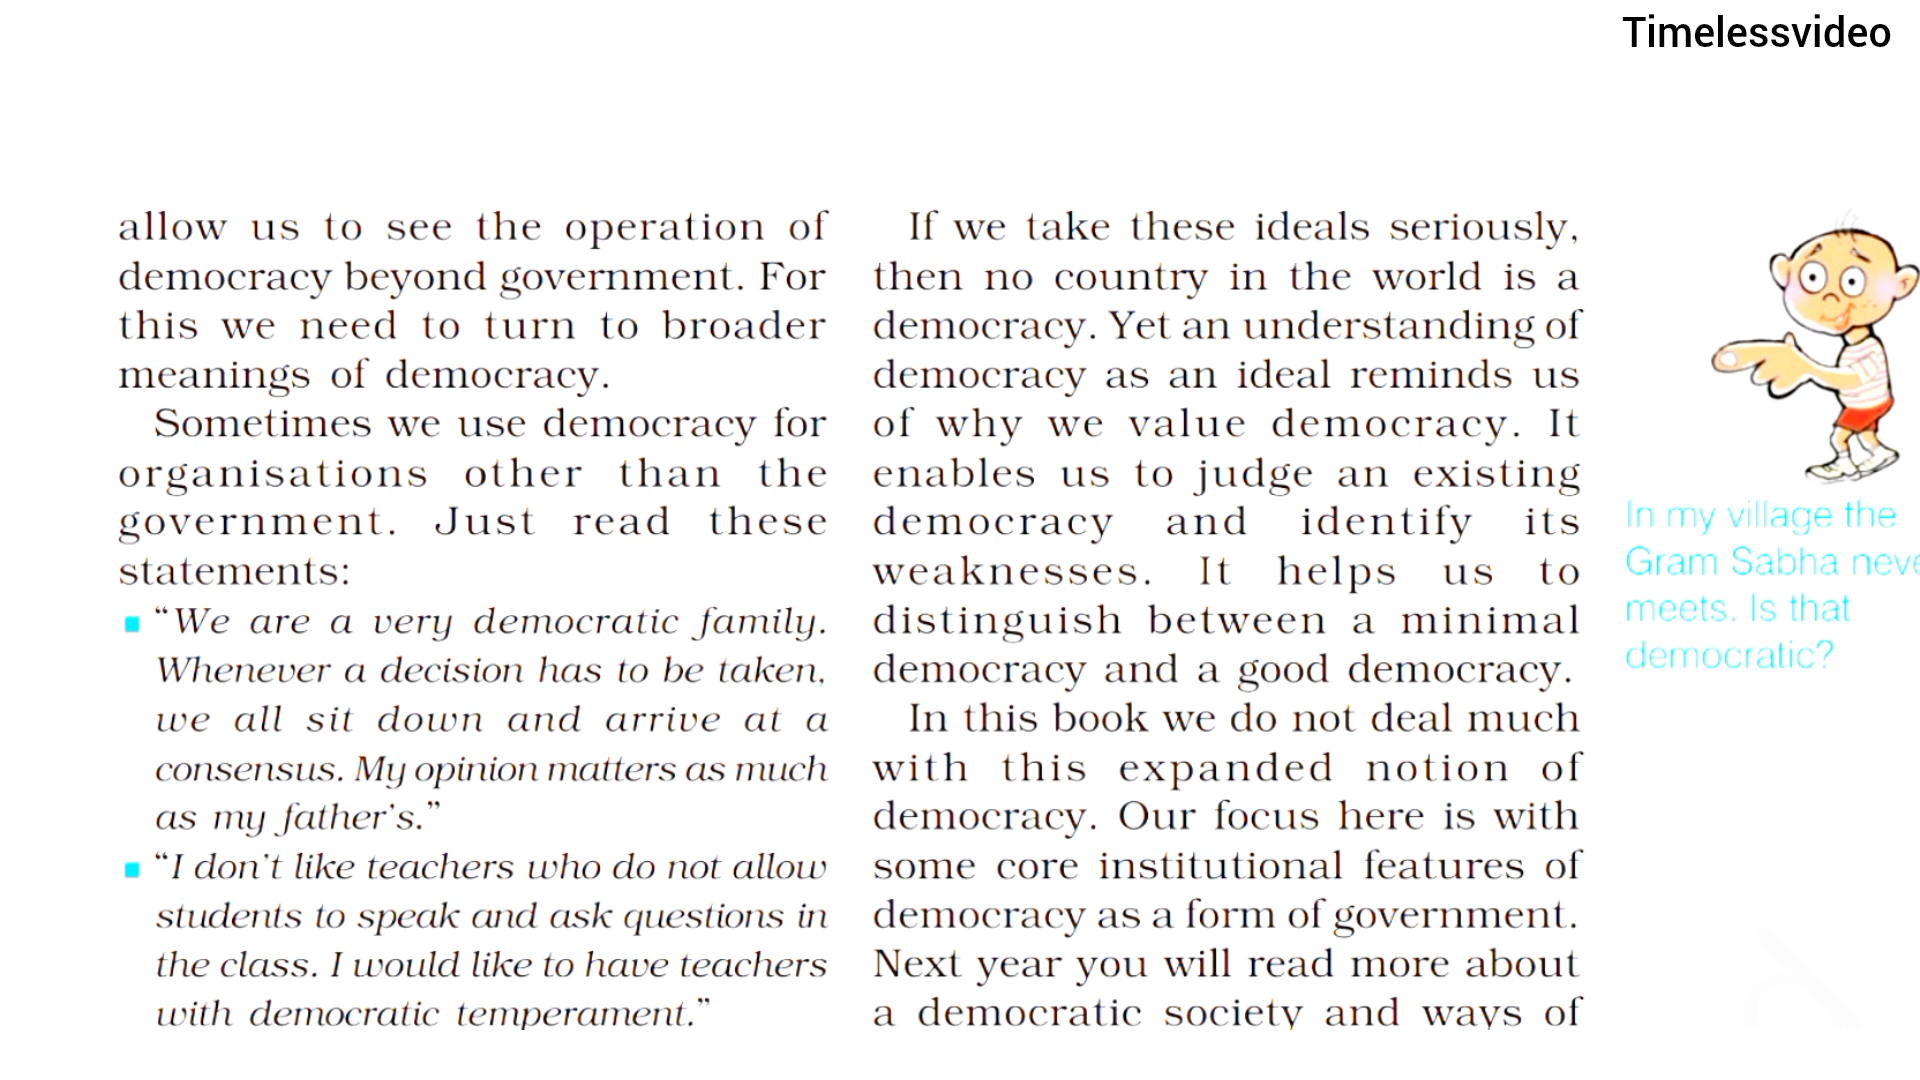 Timelessvideo
allow us to see the operation of
democracy beyond government. For
this we need to turn to broader
meanings of democracy.
Sometimes we use democracy for
organisations other than the
government. Just read these
statements:
“We are a very democratic family.
Whenever a decision has to be taken,
we all sit down and arrive at a
consensus. My opinion matters as much
as my father's.”
“I don't like teachers who do not allow
students to speak and ask questions in
the class. I would like to have teachers
with democratic temperament.”
If we take these ideals seriously,
then no country in the world is a
democracy. Yet an understanding of
democracy as an ideal reminds us
of why we value democracy. It
enables us to judge an existing
democracy and identify its
weaknesses. It helps us to
distinguish between a minimal
democracy and a good democracy.
In this book we do not deal much
with this expanded notion of
democracy. Our focus here is with
some core institutional features of
democracy as a form of government.
Next year you will read more about
a democratic society and ways of
In my village the
Gram Sabha neve
meets. Is that
democratic?